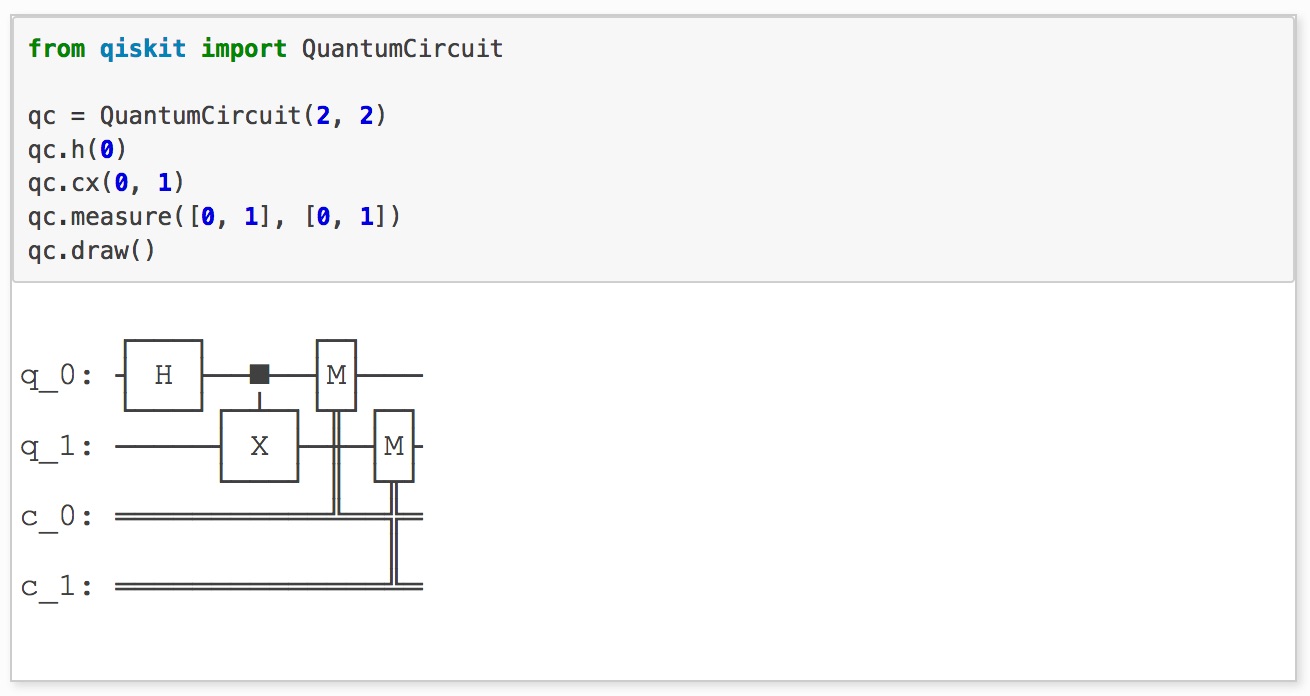 from qiskit import QuantumCircuit
qc = QuantumCircuit(2, 2)
qc.h(0)
qc.cx(0, 1)
qc.measure([0, 1], [0, 1])
qc.draw()
q_0: H M
q_1: X M
c_0:
c_1: